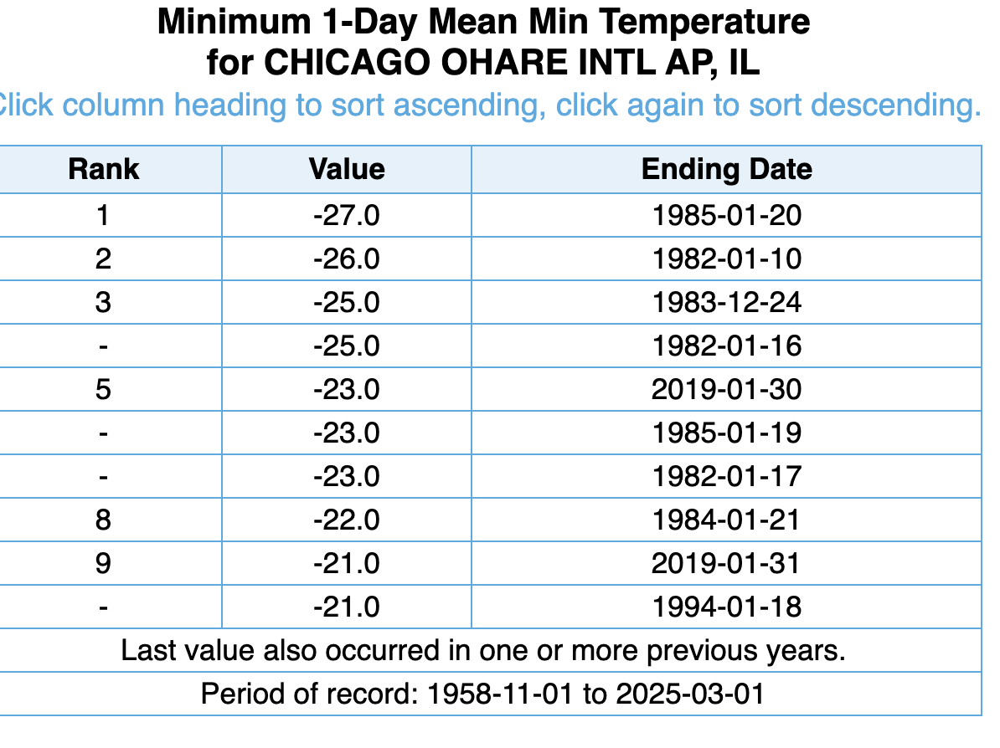 Minimum 1-Day Mean Min Temperature
for CHICAGO OHARE INTL AP, IL
Click column heading to sort ascending, click again to sort descending.
Rank Value Ending Date
1 -27.0 1985-01-20
2 -26.0 1982-01-10
3 -25.0 1983-12-24
- -25.0 1982-01-16
5 -23.0 2019-01-30
- -23.0 1985-01-19
- -23.0 1982-01-17
8 -22.0 1984-01-21
9 -21.0 2019-01-31
- -21.0 1994-01-18
Last value also occurred in one or more previous years.
Period of record: 1958-11-01 to 2025-03-01